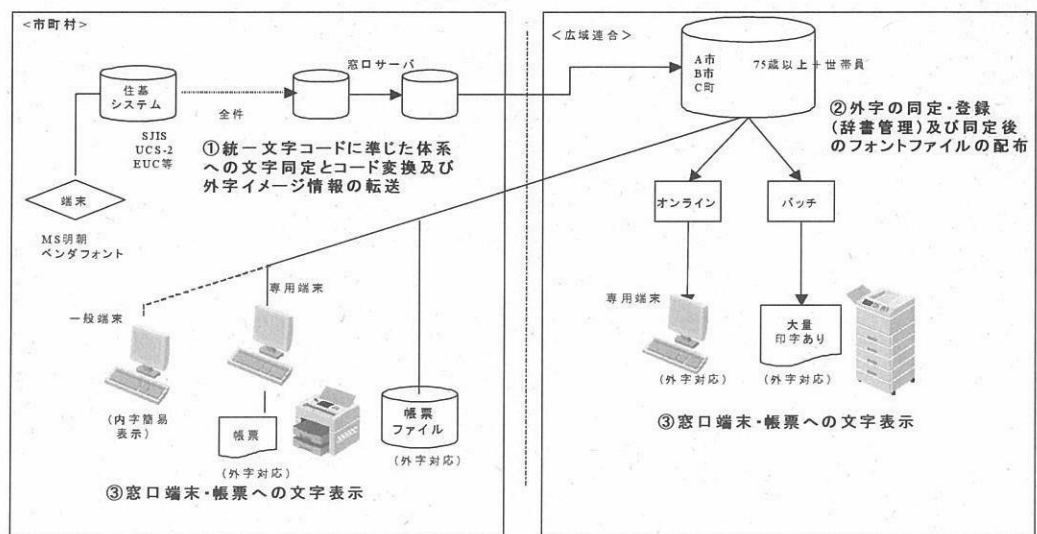 <市町村>
住基
システム
SJIS
UCS-2
EUC等
端末
MS明朝
ベンダフォント
全件
窓口サーバ
①統一文字コードに準じた体系
への文字同定とコード変換及び
外字イメージ情報の転送
一般端末
(内字簡易
表示)
専用端末
帳票
(外字対応)
帳票
ファイル
(外字対応)
③窓口端末・帳票への文字表示
<広域連合>
A市
B市
C町
75歳以上+世帯員
②外字の同定・登録
(辞書管理)及び同定後
のフォントファイルの配布
オンライン
バッチ
専用端末
(外字対応)
大量
印字あり
(外字対応)
③窓口端末・帳票への文字表示